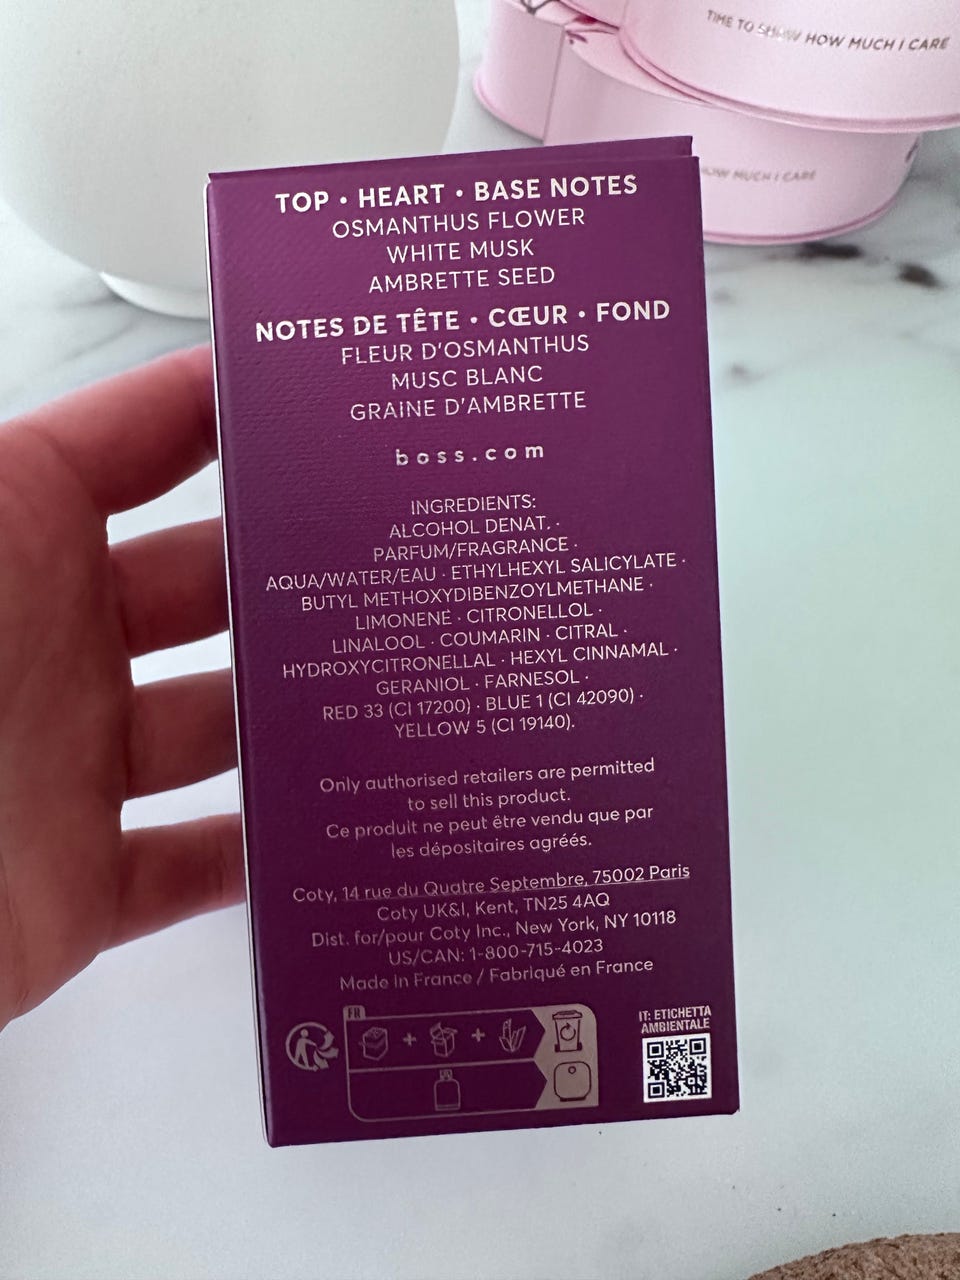 TIME TO SHOW HOW MUCH I CARE
HOW MUCH I CARE
TOP • HEART • BASE NOTES
OSMANTHUS FLOWER
WHITE MUSK
AMBRETTE SEED
NOTES DE TÊTE • CŒUR • FOND
FLEUR D'OSMANTHUS
MUSC BLANC
GRAINE D'AMBRETTE
boss.com
INGREDIENTS:
ALCOHOL DENAT. ·
PARFUM/FRAGRANCE ·
AQUA/WATER/EAU · ETHYLHEXYL SALICYLATE ·
BUTYL METHOXYDIBENZOYLMETHANE ·
LIMONENE · CITRONELLOL ·
LINALOOL · COUMARIN · CITRAL ·
HYDROXYCITRONELLAL · HEXYL CINNAMAL ·
GERANIOL · FARNESOL ·
RED 33 (CI 17200) · BLUE 1 (CI 42090) ·
YELLOW 5 (CI 19140).
Only authorised retailers are permitted
to sell this product.
Ce produit ne peut être vendu que par
les dépositaires agréés.
Coty, 14 rue du Quatre Septembre, 75002 Paris
Coty UK&I, Kent, TN25 4AQ
Dist. for/pour Coty Inc., New York, NY 10118
US/CAN: 1-800-715-4023
Made in France / Fabriqué en France
FR
IT: ETICHETTA
AMBIENTALE